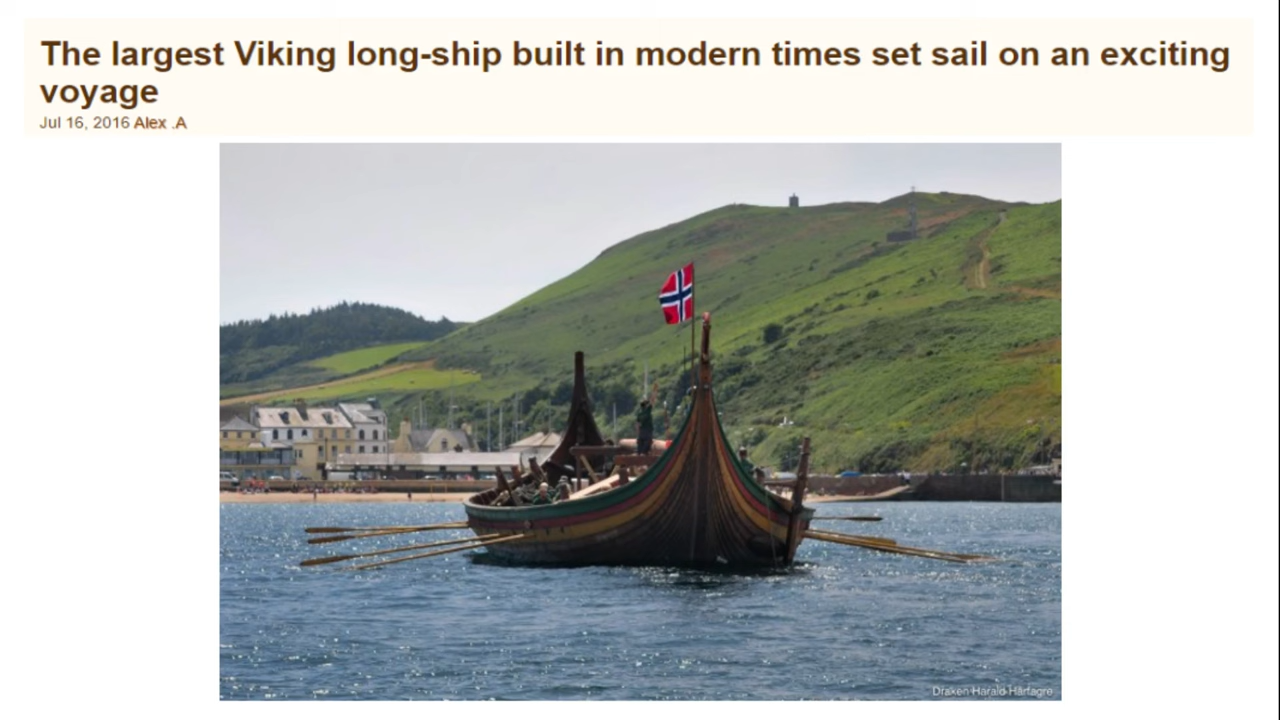 The largest Viking long-ship built in modern times set sail on an exciting
voyage
Jul 16, 2016 Alex .A
Draken Harald Hårfagre